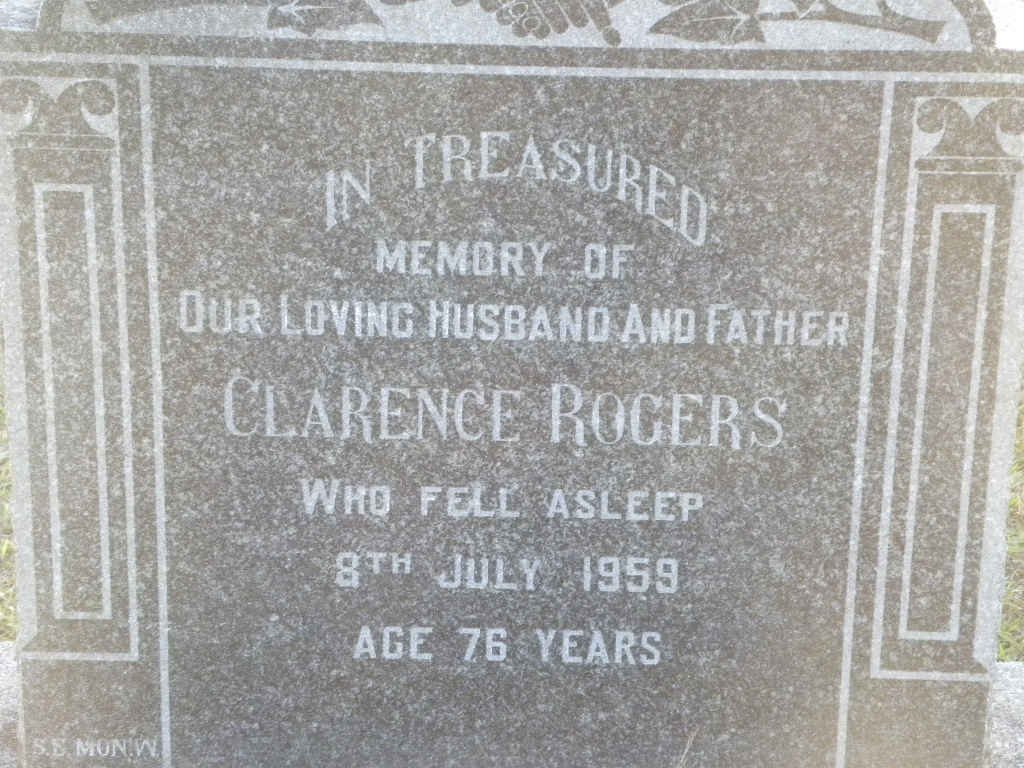 IN TREASURED
MEMORY OF
OUR LOVING HUSBAND AND FATHER
CLARENCE ROGERS
WHO FELL ASLEEP
8TH JULY 1959
AGE 76 YEARS
S.E. MON. W.